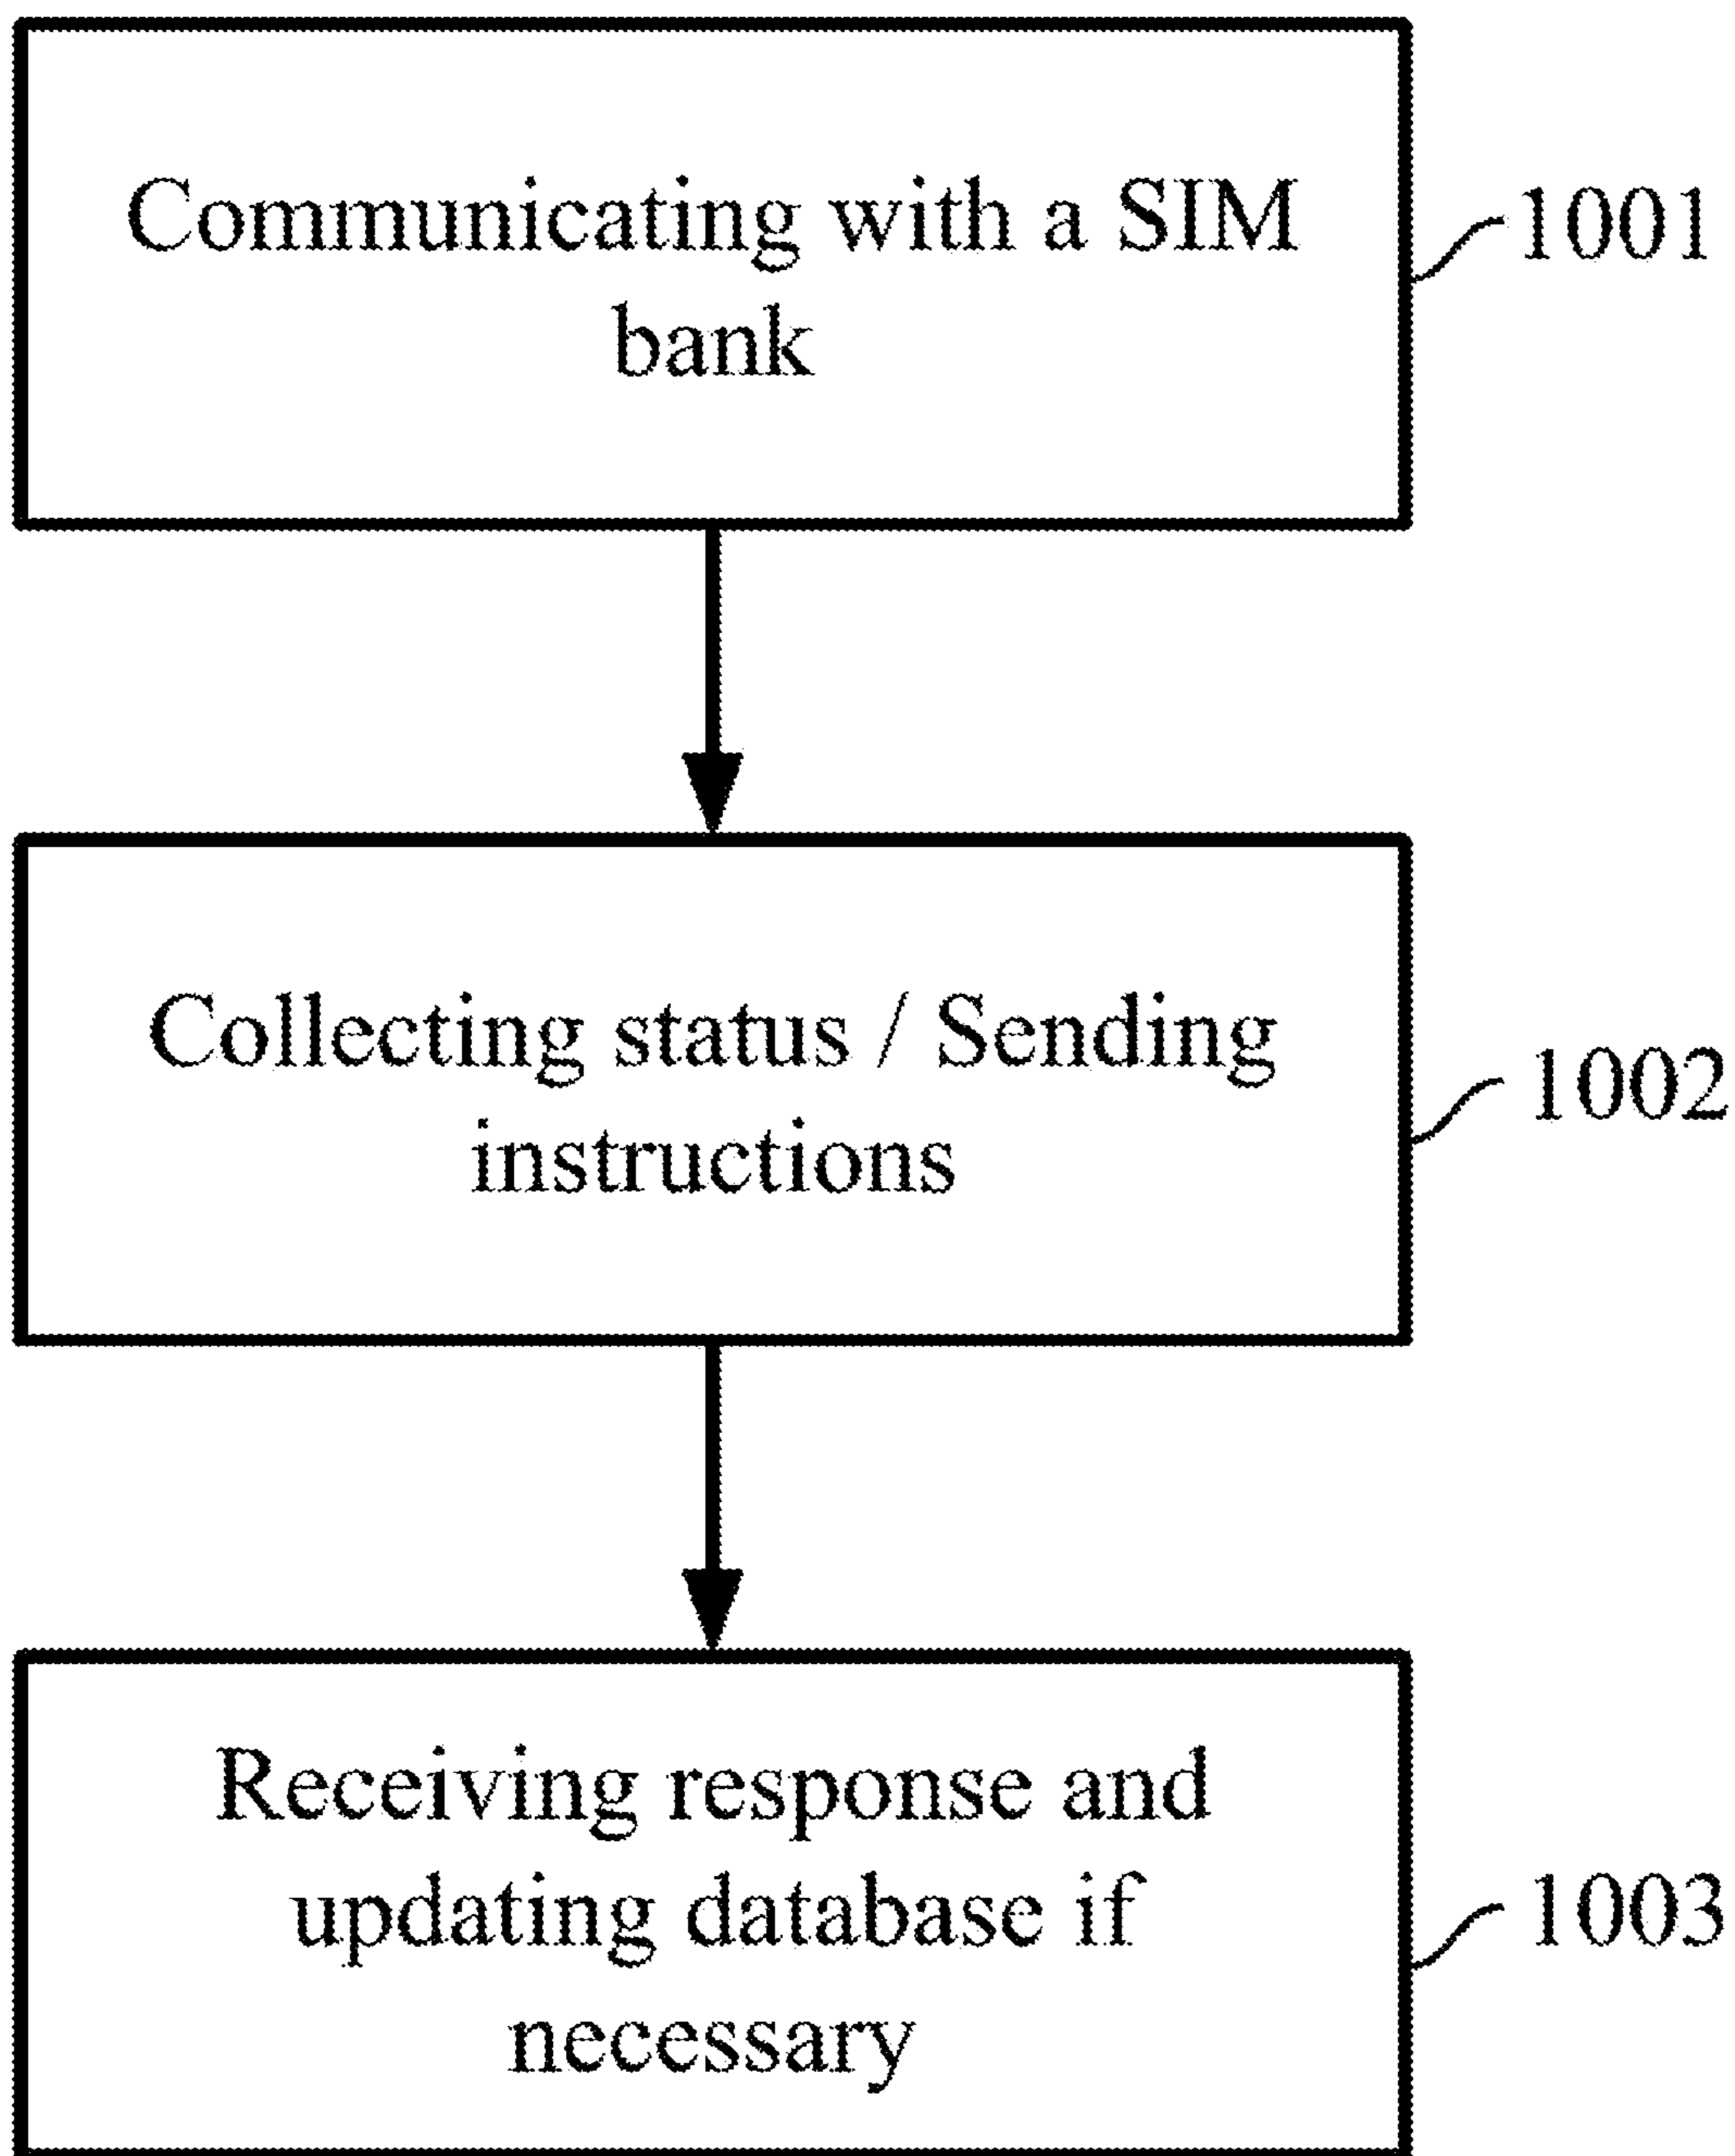 Communicating with a SIM
bank
1001
Collecting status / Sending
instructions
1002
Receiving response and
updating database if
necessary
1003